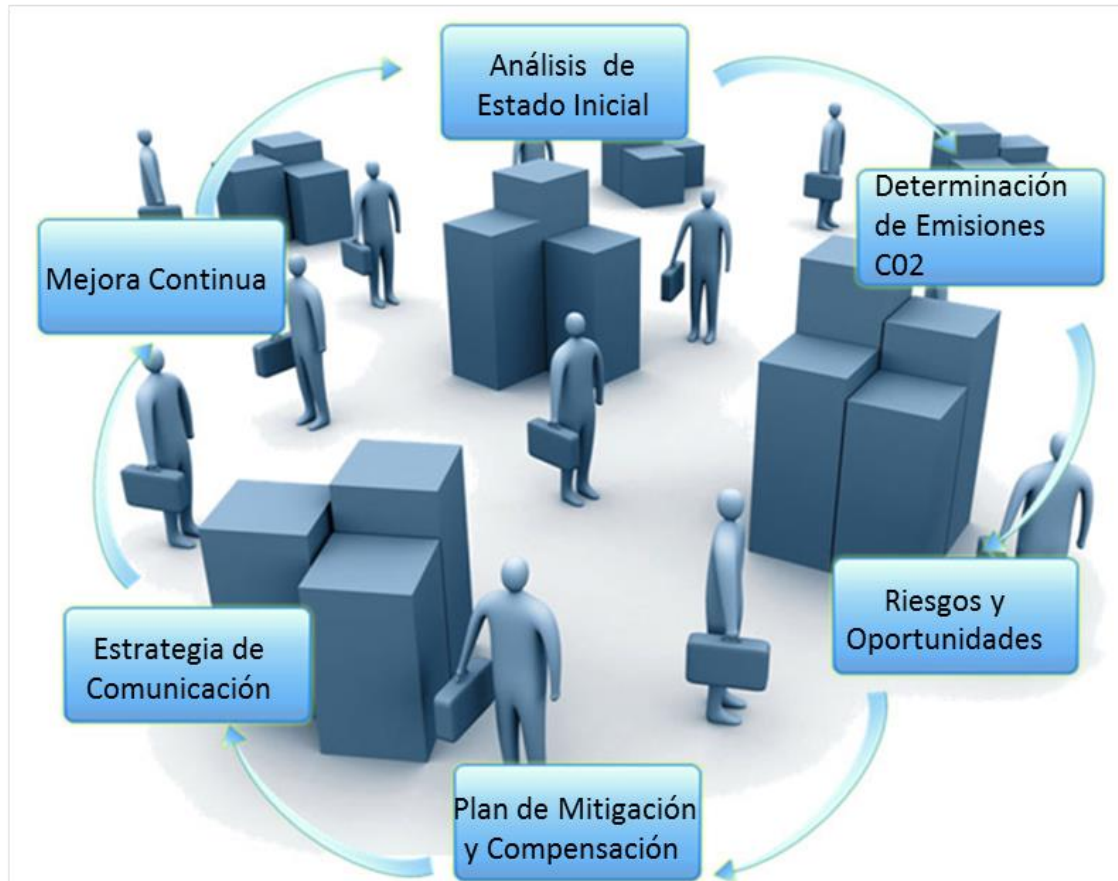 Análisis de
Estado Inicial
Determinación
de Emisiones
C02
Riesgos y
Oportunidades
Plan de Mitigación
y Compensación
Estrategia de
Comunicación
Mejora Continua